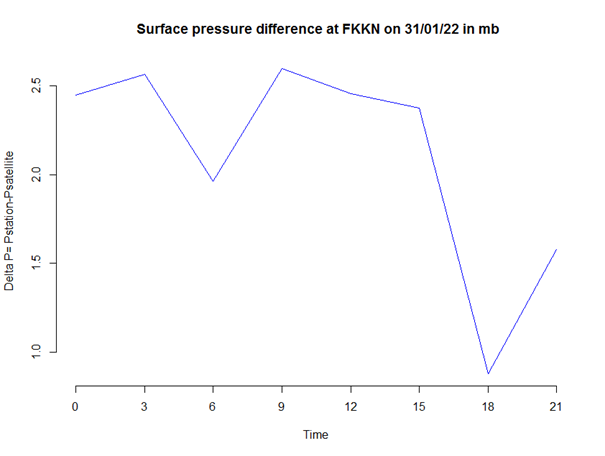 Surface pressure difference at FKKN on 31/01/22 in mb
Delta P= Pstation-Psatellite
2.5
2.0
1.5
1.0
0 3 6 9 12 15 18 21
Time